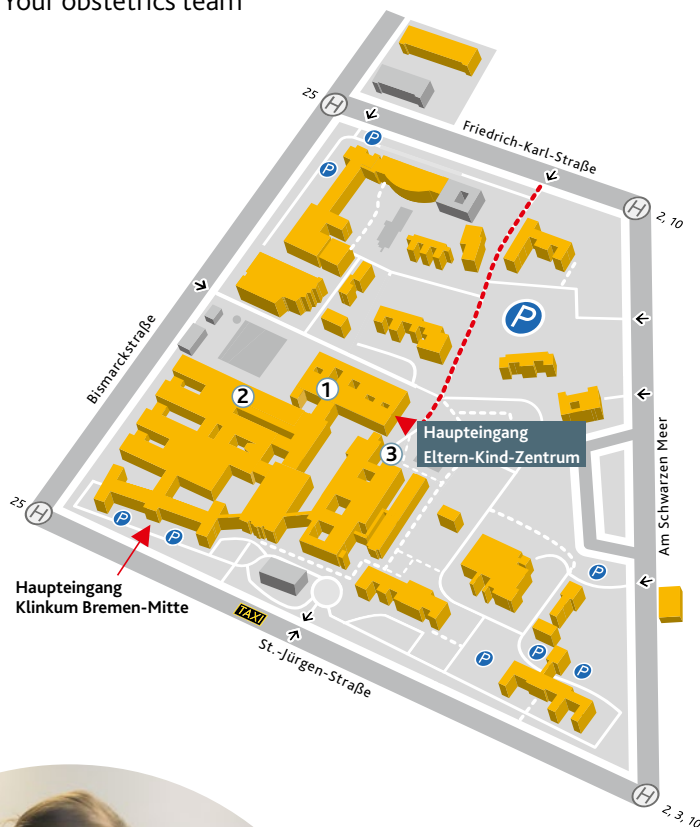 Your obstetrics team
25
H
P
Friedrich-Karl-Straße
P
H
2, 10
P
Bismarckstraße
1
2
3
Haupteingang
Eltern-Kind-Zentrum
Am Schwarzen Meer
25
H
P
P
Haupteingang
Klinkum Bremen-Mitte
TAXI
St.-Jürgen-Straße
P
P
P
P
H
2, 3, 10